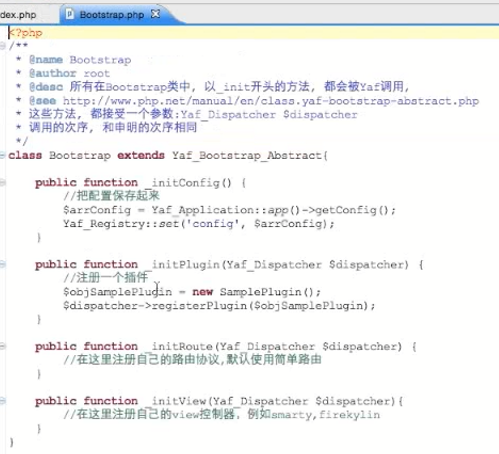 dex.php Bootstrap.php
<?php
/**
 * @name Bootstrap
 * @author root
 * @desc 所有在Bootstrap类中, 以_init开头的方法, 都会被Yaf调用,
 * @see http://www.php.net/manual/en/class.yaf-bootstrap-abstract.php
 * 这些方法, 都接受一个参数:Yaf_Dispatcher $dispatcher
 * 调用的次序, 和申明的次序相同
 */
class Bootstrap extends Yaf_Bootstrap_Abstract{
public function _initConfig() {
//把配置保存起来
$arrConfig = Yaf_Application::app()->getConfig();
Yaf_Registry::set('config', $arrConfig);
}
public function _initPlugin(Yaf_Dispatcher $dispatcher) {
//注册一个插件
$objSamplePlugin = new SamplePlugin();
$dispatcher->registerPlugin($objSamplePlugin);
}
public function _initRoute(Yaf_Dispatcher $dispatcher) {
//在这里注册自己的路由协议,默认使用简单路由
}
public function _initView(Yaf_Dispatcher $dispatcher){
//在这里注册自己的view控制器，例如smarty,firekylin
}
}